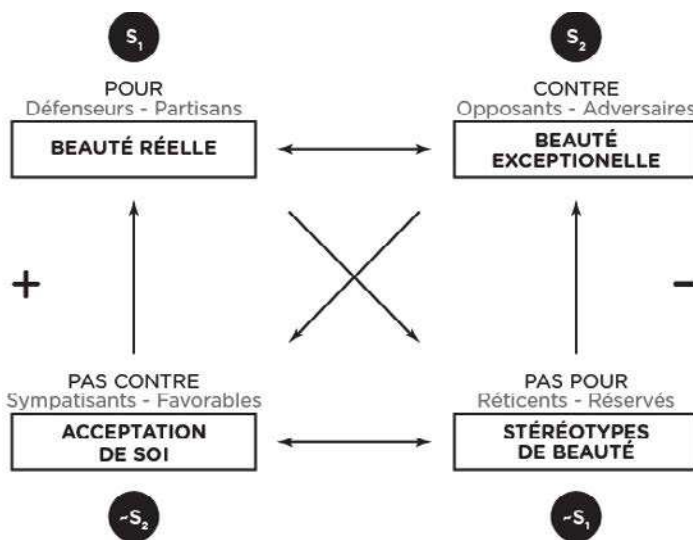 S₁
S₂
POUR
Défenseurs - Partisans
BEAUTÉ RÉELLE
CONTRE
Opposants - Adversaires
BEAUTÉ
EXCEPTIONELLE
+
−
PAS CONTRE
Sympatisants - Favorables
ACCEPTATION
DE SOI
PAS POUR
Réticents - Réservés
STÉRÉOTYPES
DE BEAUTÉ
~S₂
~S₁